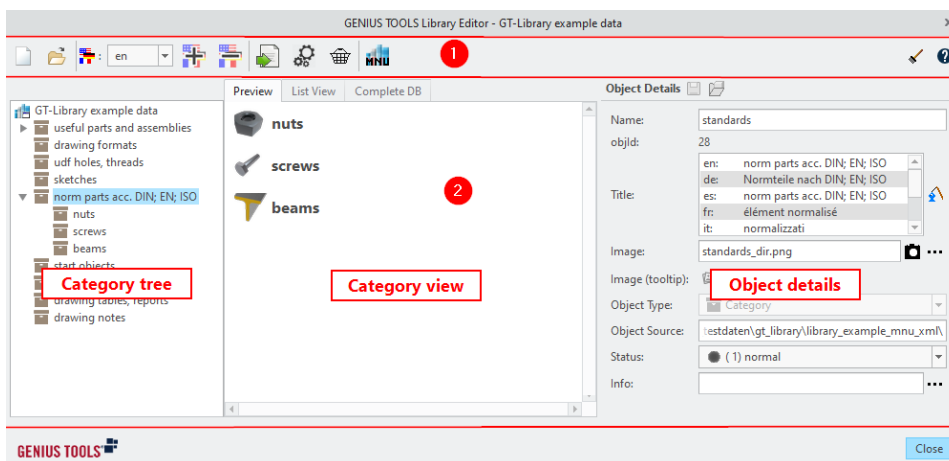 GENIUS TOOLS Library Editor - GT-Library example data
en
MNU
1
Preview
List View
Complete DB
Object Details
GT-Library example data
useful parts and assemblies
drawing formats
udf holes, threads
sketches
norm parts acc. DIN; EN; ISO
nuts
screws
beams
start objects
drawing tables, reports
drawing notes
Category tree
nuts
screws
beams
2
Category view
Name: standards
objId: 28
Title:
en: norm parts acc. DIN; EN; ISO
de: Normteile nach DIN; EN; ISO
es: norm parts acc. DIN; EN; ISO
fr: élément normalisé
it: normalizzati
Image: standards_dir.png
Image (tooltip):
Object details
Object Type: Category
Object Source: testdaten\gt_library\library_example_mnu_xml\
Status: ( 1) normal
Info:
GENIUS TOOLS
Close